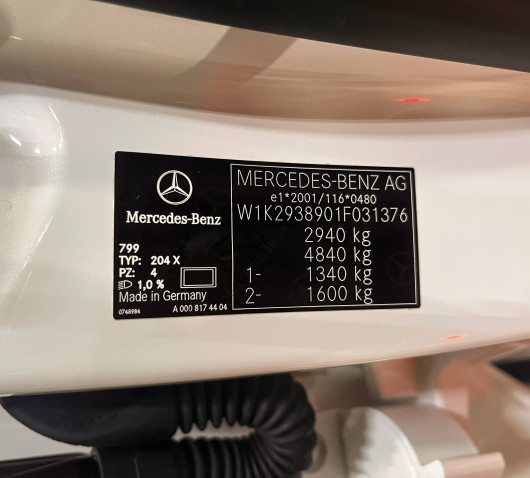 Mercedes-Benz
799
TYP: 204 X
PZ: 4
1,0 %
Made in Germany
0748984
A 000 817 44 04
MERCEDES-BENZ AG
e1*2001/116*0480
W1K2938901F031376
2940 kg
4840 kg
1- 1340 kg
2- 1600 kg